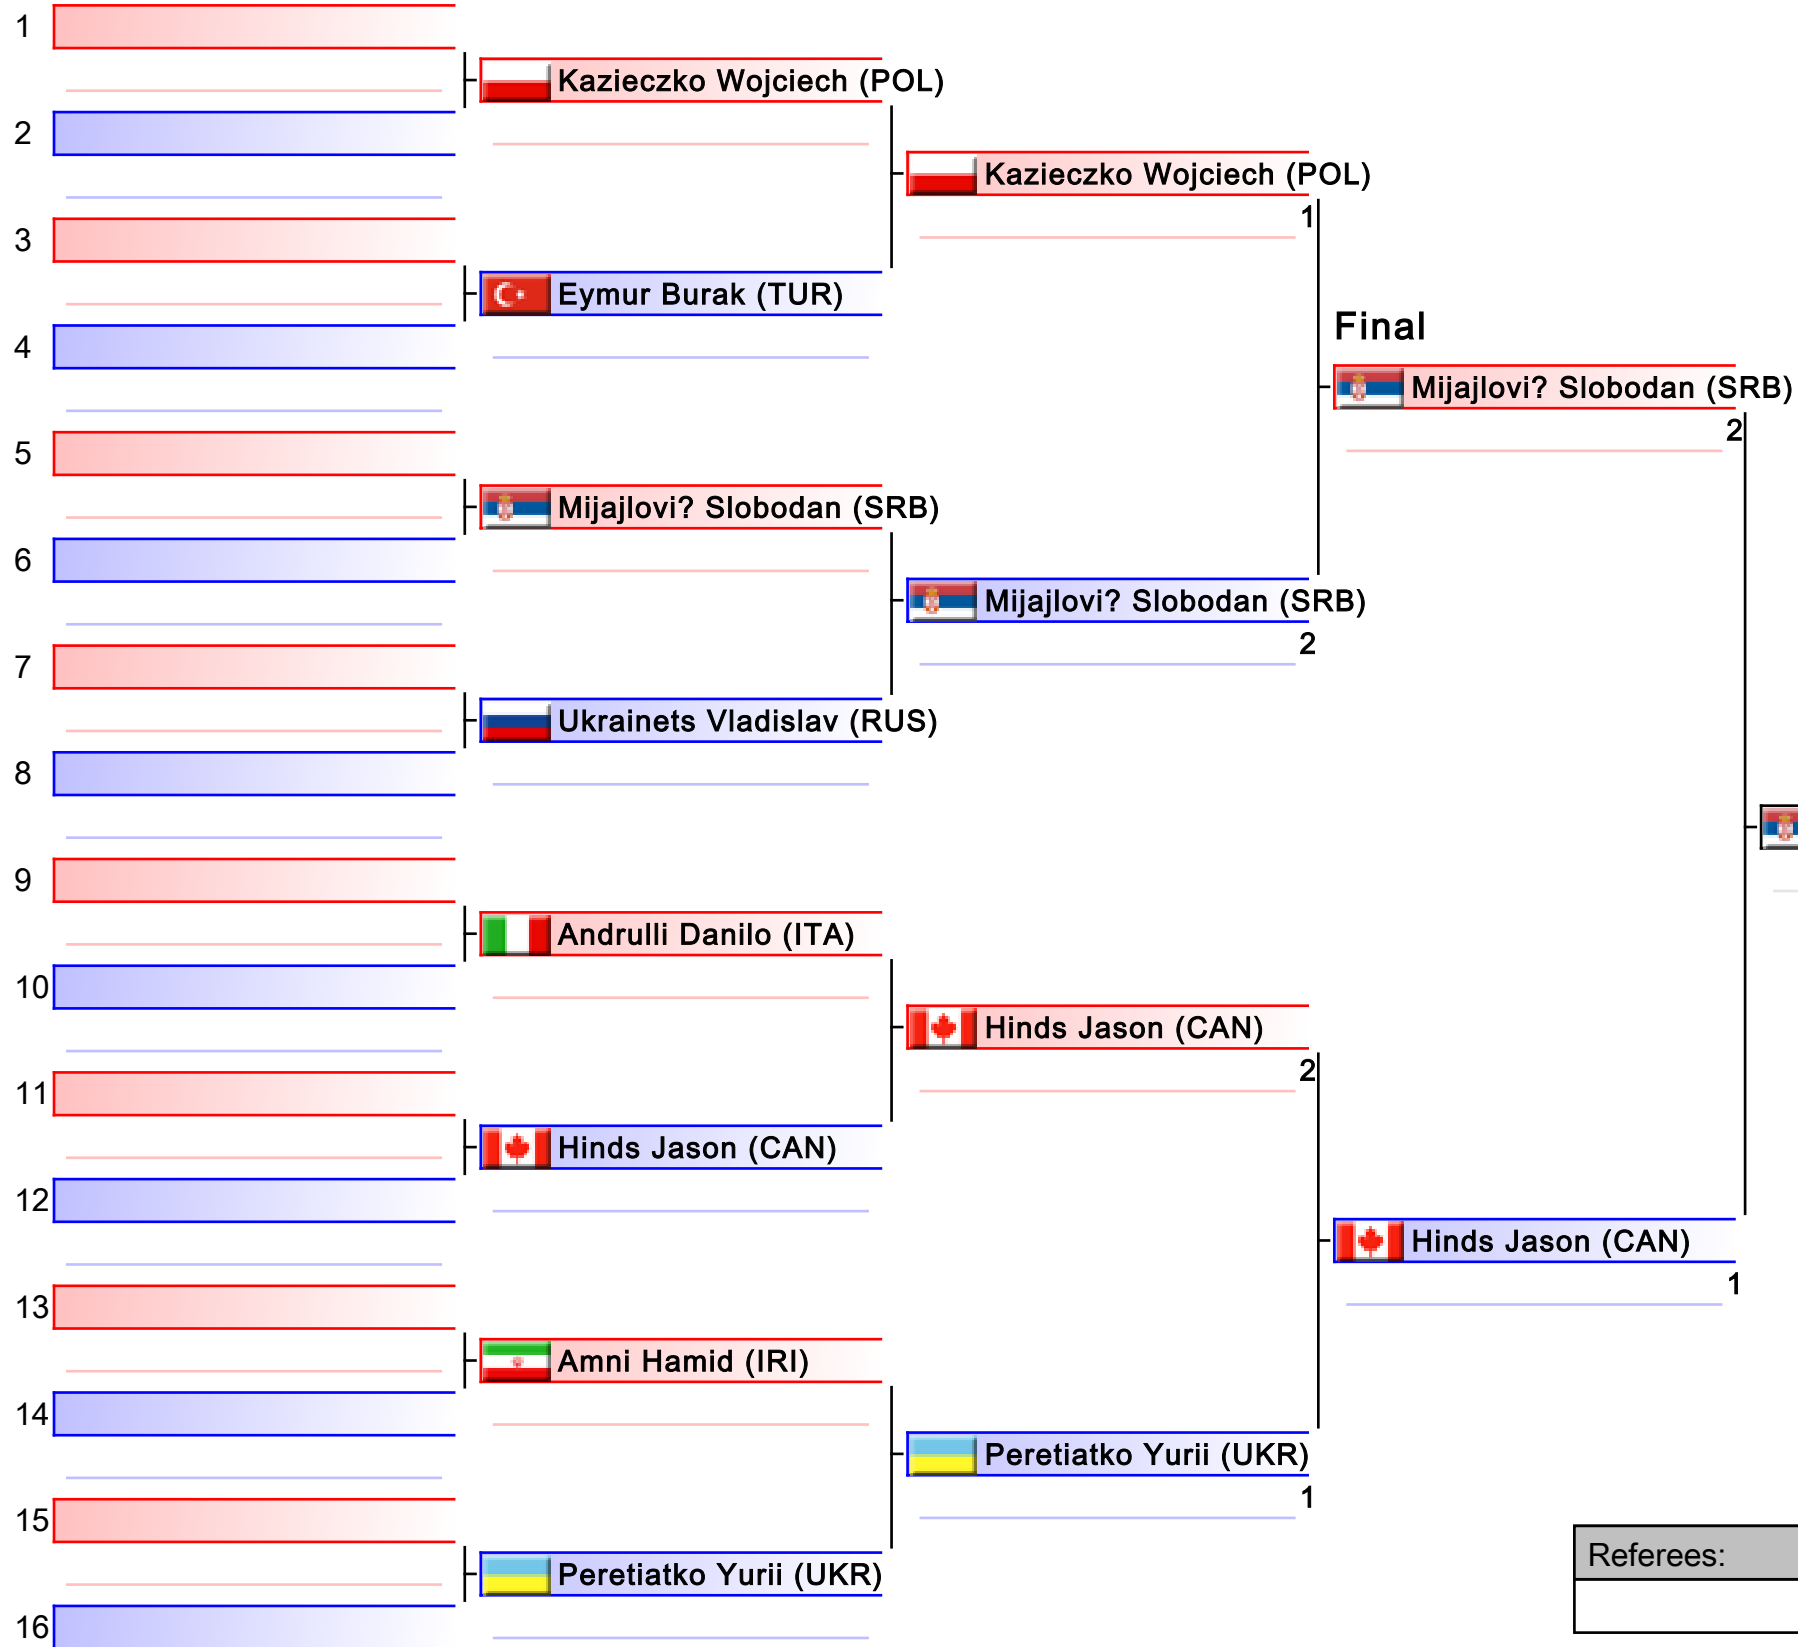 1
Kazieczko Wojciech (POL)
2
Kazieczko Wojciech (POL)
1
3
Eymur Burak (TUR)
Final
4
Mijajlovi? Slobodan (SRB)
2
5
Mijajlovi? Slobodan (SRB)
6
Mijajlovi? Slobodan (SRB)
2
7
Ukrainets Vladislav (RUS)
8
9
Andrulli Danilo (ITA)
10
Hinds Jason (CAN)
2
11
Hinds Jason (CAN)
12
Hinds Jason (CAN)
1
13
Amni Hamid (IRI)
14
Peretiatko Yurii (UKR)
1
15
Referees:
Peretiatko Yurii (UKR)
16